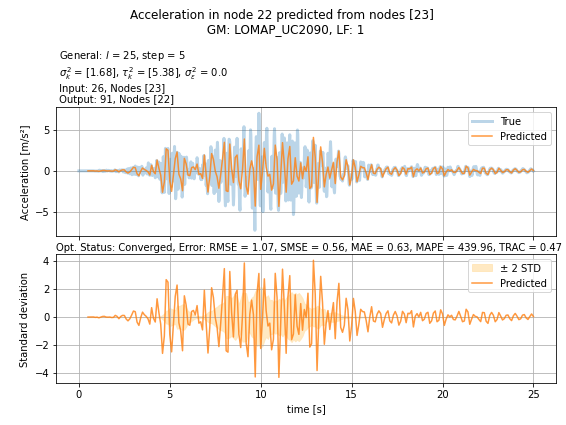 Acceleration in node 22 predicted from nodes [23]
GM: LOMAP_UC2090, LF: 1
General: l = 25, step = 5
σ²_k = [1.68], τ²_k = [5.38], σ²_ε = 0.0
Input: 26, Nodes [23]
Output: 91, Nodes [22]
Acceleration [m/s²]
5
0
−5
True
Predicted
Opt. Status: Converged, Error: RMSE = 1.07, SMSE = 0.56, MAE = 0.63, MAPE = 439.96, TRAC = 0.47
Standard deviation
4
2
0
−2
−4
± 2 STD
Predicted
0 5 10 15 20 25
time [s]